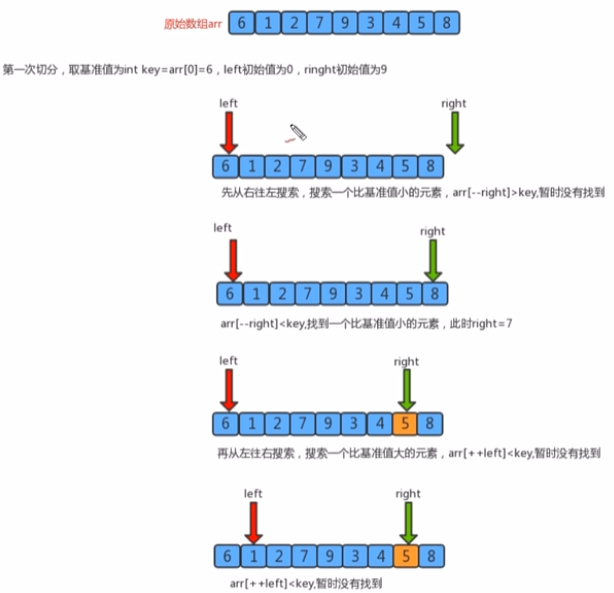 原始数组arr 6 1 2 7 9 3 4 5 8
第一次切分，取基准值为int key=arr[0]=6，left初始值为0，ringht初始值为9
left right
6 1 2 7 9 3 4 5 8
先从右往左搜索，搜索一个比基准值小的元素，arr[--right]>key,暂时没有找到
left right
6 1 2 7 9 3 4 5 8
arr[--right]<key,找到一个比基准值小的元素，此时right=7
left right
6 1 2 7 9 3 4 5 8
再从左往右搜索，搜索一个比基准值大的元素，arr[++left]<key,暂时没有找到
left right
6 1 2 7 9 3 4 5 8
arr[++left]<key,暂时没有找到